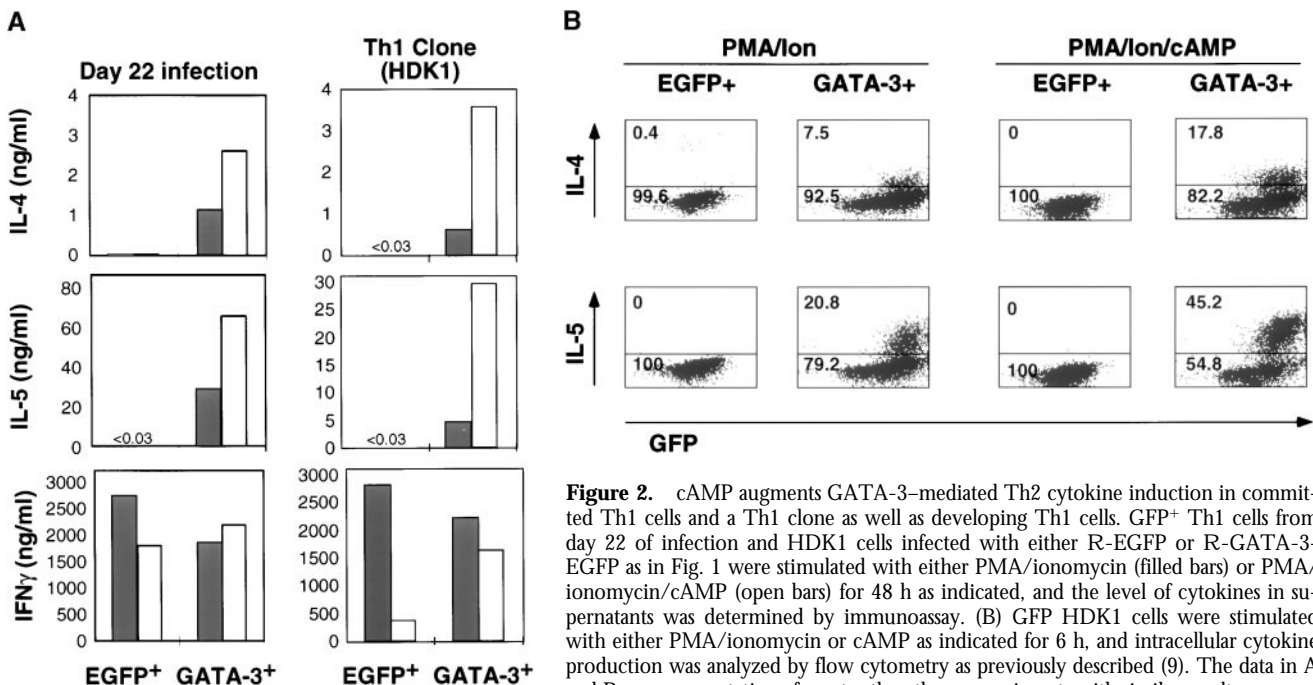 A
Day 22 infection
Th1 Clone
(HDK1)
IL-4 (ng/ml)
4
3
2
1
0
4
3
2
1
0
<0.03
IL-5 (ng/ml)
80
60
40
20
0
<0.03
30
25
20
15
10
5
0
<0.03
IFNγ (ng/ml)
3000
2500
2000
1500
1000
500
0
3000
2500
2000
1500
1000
500
0
EGFP+ GATA-3+
EGFP+ GATA-3+
B
PMA/Ion PMA/Ion/cAMP
EGFP+ GATA-3+ EGFP+ GATA-3+
IL-4
0.4 7.5 0 17.8
99.6 92.5 100 82.2
IL-5
0 20.8 0 45.2
100 79.2 100 54.8
GFP
Figure 2. cAMP augments GATA-3–mediated Th2 cytokine induction in commit-
ted Th1 cells and a Th1 clone as well as developing Th1 cells. GFP+ Th1 cells from
day 22 of infection and HDK1 cells infected with either R-EGFP or R-GATA-3-
EGFP as in Fig. 1 were stimulated with either PMA/ionomycin (filled bars) or PMA/
ionomycin/cAMP (open bars) for 48 h as indicated, and the level of cytokines in su-
pernatants was determined by immunoassay. (B) GFP HDK1 cells were stimulated
with either PMA/ionomycin or cAMP as indicated for 6 h, and intracellular cytokine
production was analyzed by flow cytometry as previously described (9). The data in A